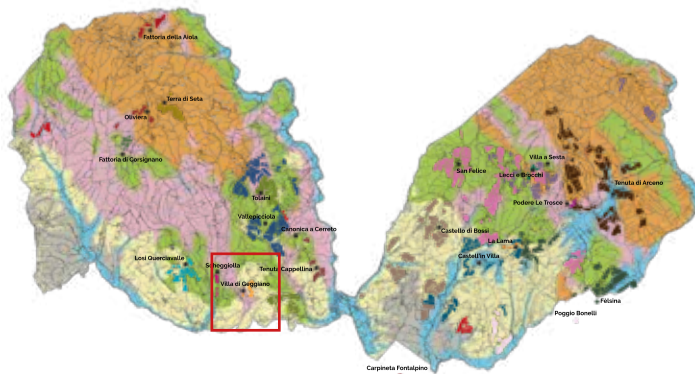 Fattoria della Aiola
Terra di Seta
Oliviera
Fattoria di Corsignano
Tolaini
Vallepicciola
Canonica a Cerreto
Losi Querciavalle
Scheggiolla
Tenuta Cappellina
Villa di Geggiano
Villa a Sesta
San Felice
Lecci e Brocchi
Tenuta di Arceno
Podere Le Trosce
Castello di Bossi
La Lama
Castell'in Villa
Felsina
Poggio Bonelli
Carpineta Fontalpino